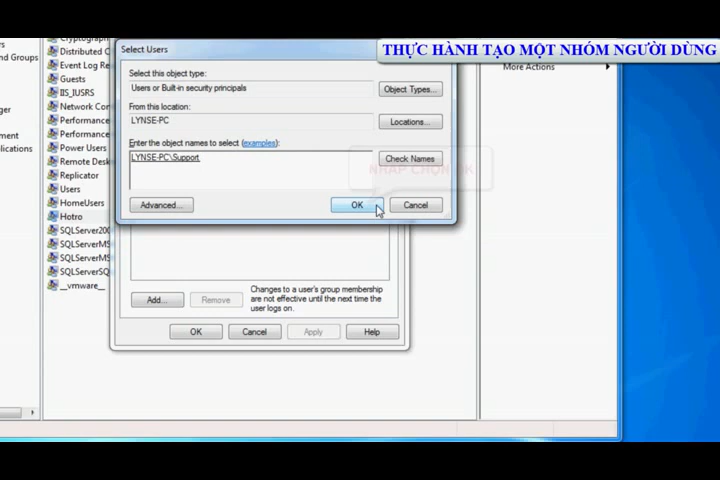 THỰC HÀNH TẠO MỘT NHÓM NGƯỜI DÙNG
Select Users
Select this object type:
Users or Built-in security principals
Object Types...
From this location:
LYNSE-PC
Locations...
Enter the object names to select (examples):
LYNSE-PC\Support
Check Names
NHẤP CHỌN OK
Advanced...
OK
Cancel
Add...
Remove
Changes to a user's group membership
are not effective until the next time the
user logs on.
OK
Cancel
Apply
Help
More Actions
nd Groups
ger
ment
lications
Cryptograph
Distributed C
Event Log Re
Guests
IIS_IUSRS
Network Con
Performance
Performance
Power Users
Remote Desk
Replicator
Users
HomeUsers
Hotro
SQLServer200
SQLServerMS
SQLServerMS
SQLServerSQ
__vmware__